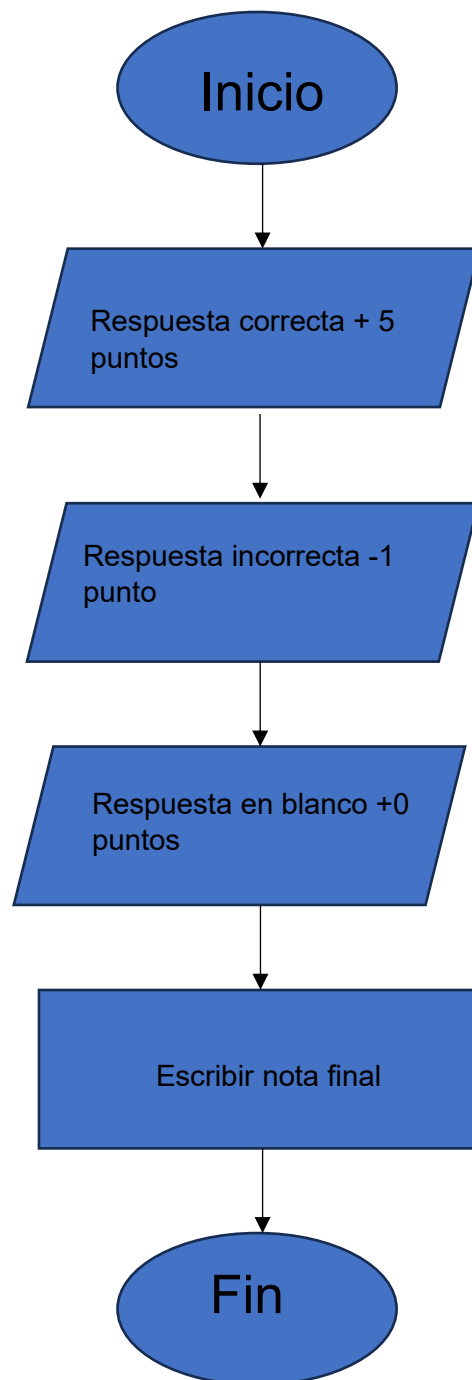 Inicio
Respuesta correcta + 5
puntos
Respuesta incorrecta -1
punto
Respuesta en blanco +0
puntos
Escribir nota final
Fin